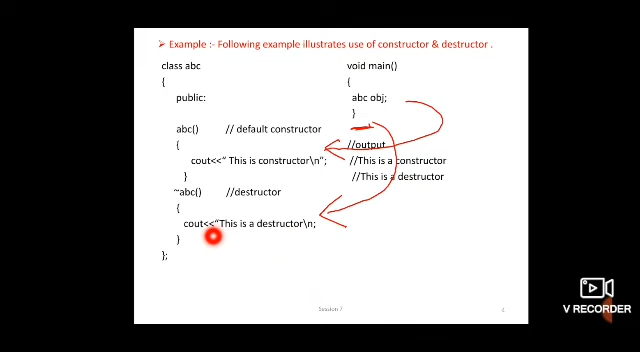 ➢ Example :- Following example illustrates use of constructor & destructor .
class abc
{
public:
abc() // default constructor
{
cout<<“ This is constructor\n”;
}
~abc() //destructor
{
cout<<“This is a destructor\n;
}
};
void main()
{
abc obj;
}
//output
//This is a constructor
//This is a destructor
Session 7
V RECORDER